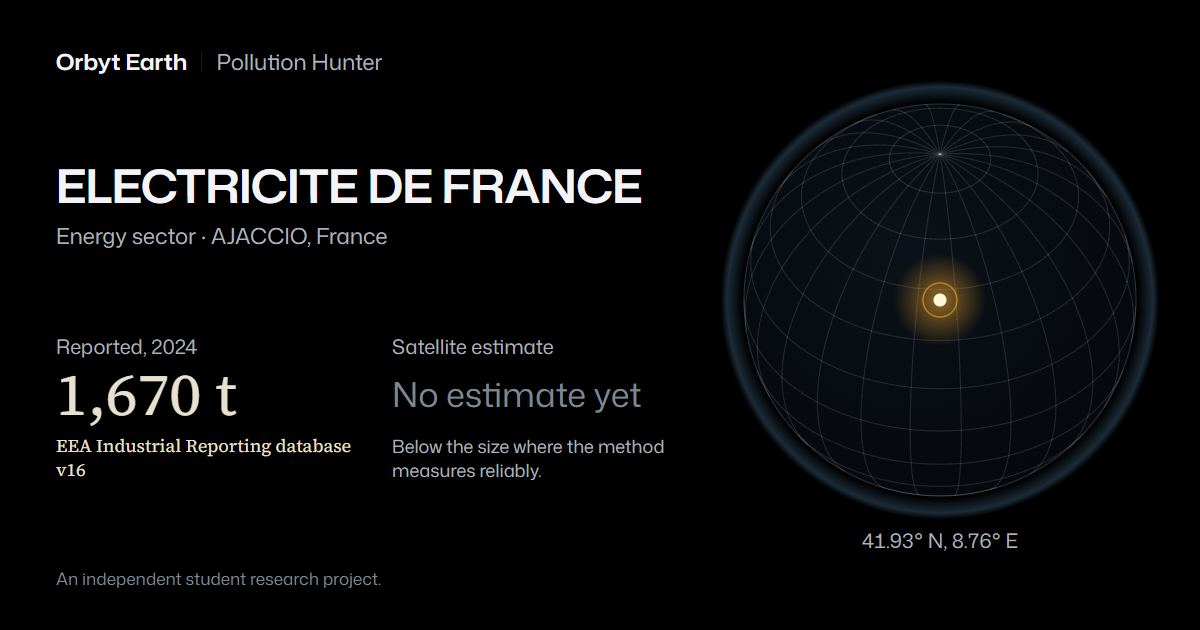 Orbyt Earth | Pollution Hunter
ELECTRICITE DE FRANCE
Energy sector · AJACCIO, France
Reported, 2024
1,670 t
EEA Industrial Reporting database
v16
Satellite estimate
No estimate yet
Below the size where the method
measures reliably.
41.93° N, 8.76° E
An independent student research project.